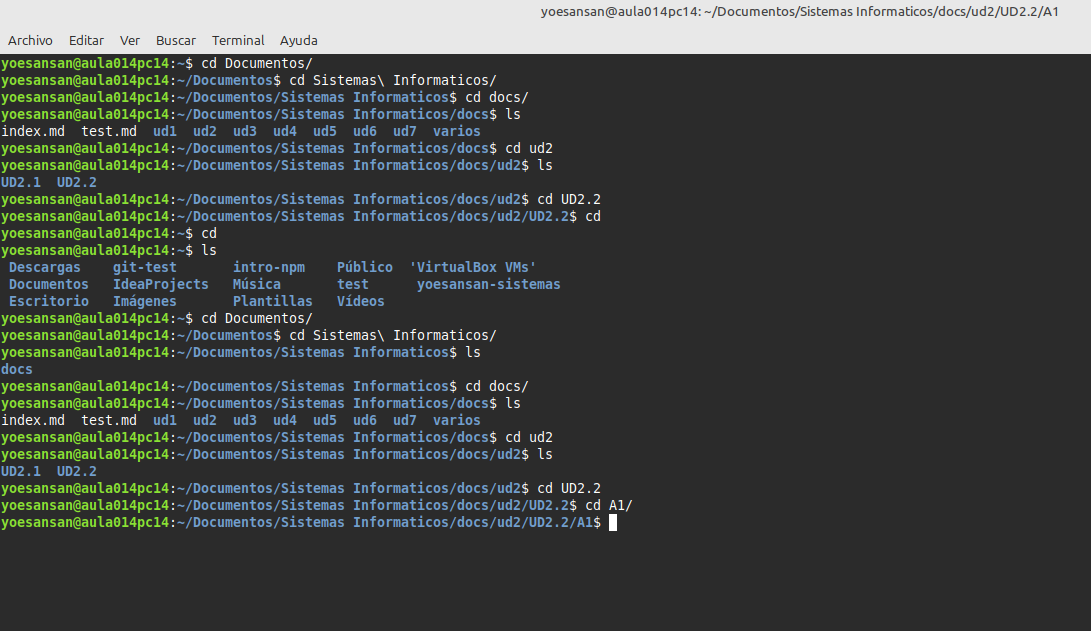 yoesansan@aula014pc14: ~/Documentos/Sistemas Informaticos/docs/ud2/UD2.2/A1
Archivo Editar Ver Buscar Terminal Ayuda
yoesansan@aula014pc14:~$ cd Documentos/
yoesansan@aula014pc14:~/Documentos$ cd Sistemas\ Informaticos/
yoesansan@aula014pc14:~/Documentos/Sistemas Informaticos$ cd docs/
yoesansan@aula014pc14:~/Documentos/Sistemas Informaticos/docs$ ls
index.md  test.md  ud1  ud2  ud3  ud4  ud5  ud6  ud7  varios
yoesansan@aula014pc14:~/Documentos/Sistemas Informaticos/docs$ cd ud2
yoesansan@aula014pc14:~/Documentos/Sistemas Informaticos/docs/ud2$ ls
UD2.1  UD2.2
yoesansan@aula014pc14:~/Documentos/Sistemas Informaticos/docs/ud2$ cd UD2.2
yoesansan@aula014pc14:~/Documentos/Sistemas Informaticos/docs/ud2/UD2.2$ cd
yoesansan@aula014pc14:~$ cd
yoesansan@aula014pc14:~$ ls
Descargas    git-test       intro-npm    Público  'VirtualBox VMs'
Documentos   IdeaProjects   Música       test      yoesansan-sistemas
Escritorio   Imágenes       Plantillas   Vídeos
yoesansan@aula014pc14:~$ cd Documentos/
yoesansan@aula014pc14:~/Documentos$ cd Sistemas\ Informaticos/
yoesansan@aula014pc14:~/Documentos/Sistemas Informaticos$ ls
docs
yoesansan@aula014pc14:~/Documentos/Sistemas Informaticos$ cd docs/
yoesansan@aula014pc14:~/Documentos/Sistemas Informaticos/docs$ ls
index.md  test.md  ud1  ud2  ud3  ud4  ud5  ud6  ud7  varios
yoesansan@aula014pc14:~/Documentos/Sistemas Informaticos/docs$ cd ud2
yoesansan@aula014pc14:~/Documentos/Sistemas Informaticos/docs/ud2$ ls
UD2.1  UD2.2
yoesansan@aula014pc14:~/Documentos/Sistemas Informaticos/docs/ud2$ cd UD2.2
yoesansan@aula014pc14:~/Documentos/Sistemas Informaticos/docs/ud2/UD2.2$ cd A1/
yoesansan@aula014pc14:~/Documentos/Sistemas Informaticos/docs/ud2/UD2.2/A1$